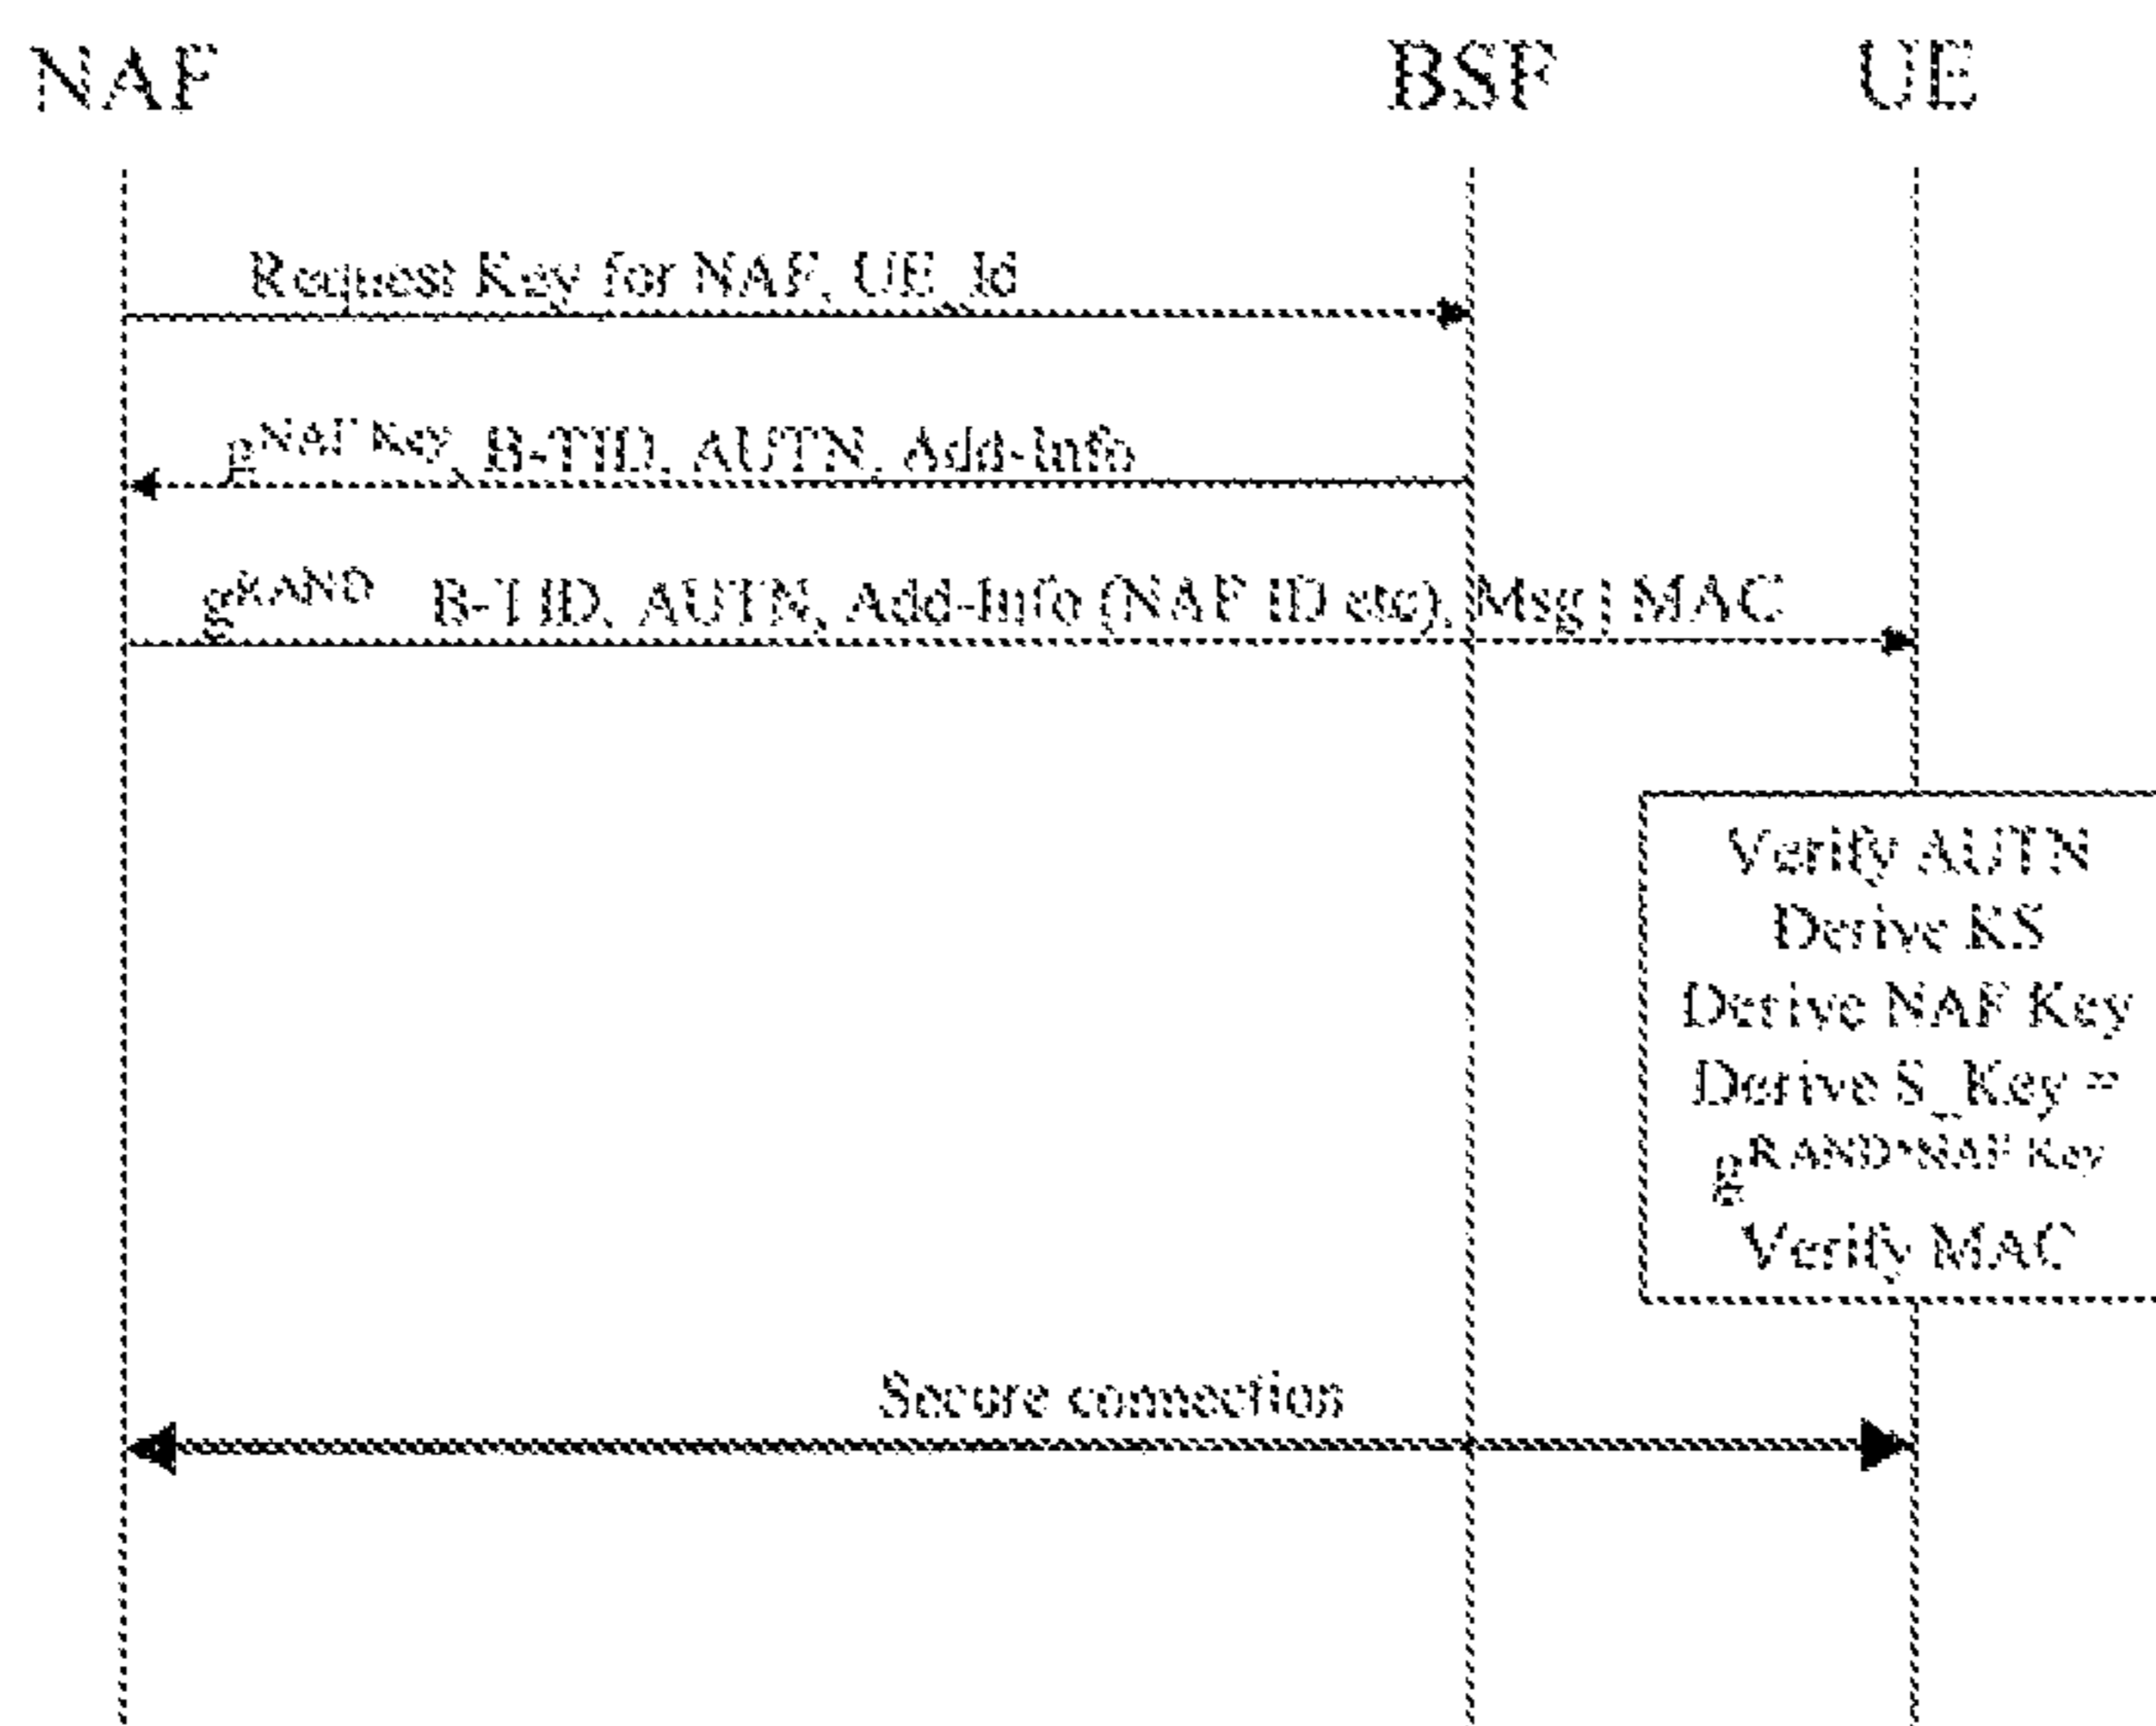 NAF BSF UE
Request Key for NAF, UE_Id
g^NAF Key, B-TID, AUTN, Add-Info
g^RAND B-TID, AUTN, Add-Info (NAF ID etc), Msg | MAC
Verify AUTN
Derive KS
Derive NAF Key
Derive S_Key =
g^RAND*NAF Key
Verify MAC
Secure connection